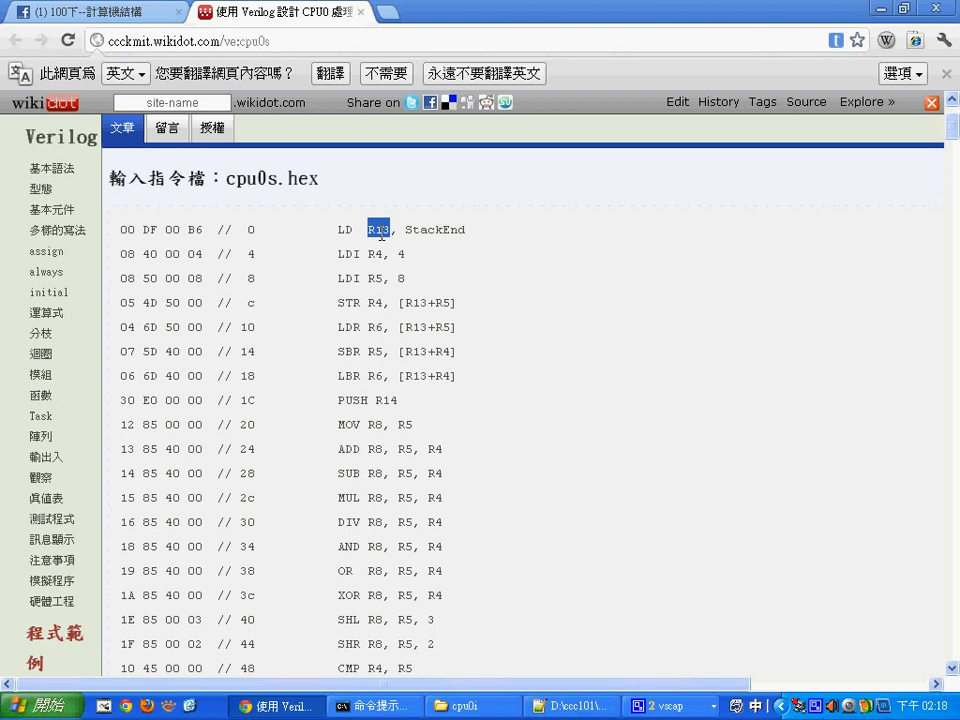 (1) 100下--計算機結構
使用 Verilog 設計 CPU0 處理
ccckmit.wikidot.com/ve:cpu0s
此網頁為 英文 您要翻譯網頁內容嗎？ 翻譯 不需要 永遠不要翻譯英文 選項
wikidot site-name .wikidot.com Share on Edit History Tags Source Explore »
Verilog
基本語法
型態
基本元件
多樣的寫法
assign
always
initial
運算式
分枝
迴圈
模組
函數
Task
陣列
輸出入
觀察
真值表
測試程式
訊息顯示
注意事項
模擬程序
硬體工程
程式範
例
文章 留言 授權
輸入指令檔：cpu0s.hex
00 DF 00 B6 // 0 LD R13, StackEnd
08 40 00 04 // 4 LDI R4, 4
08 50 00 08 // 8 LDI R5, 8
05 4D 50 00 // c STR R4, [R13+R5]
04 6D 50 00 // 10 LDR R6, [R13+R5]
07 5D 40 00 // 14 SBR R5, [R13+R4]
06 6D 40 00 // 18 LBR R6, [R13+R4]
30 E0 00 00 // 1C PUSH R14
12 85 00 00 // 20 MOV R8, R5
13 85 40 00 // 24 ADD R8, R5, R4
14 85 40 00 // 28 SUB R8, R5, R4
15 85 40 00 // 2c MUL R8, R5, R4
16 85 40 00 // 30 DIV R8, R5, R4
18 85 40 00 // 34 AND R8, R5, R4
19 85 40 00 // 38 OR R8, R5, R4
1A 85 40 00 // 3c XOR R8, R5, R4
1E 85 00 03 // 40 SHL R8, R5, 3
1F 85 00 02 // 44 SHR R8, R5, 2
10 45 00 00 // 48 CMP R4, R5
開始 使用 Veril... 命令提示... cpu0i D:\ccc101\... 2 vscap 中 下午 02:18